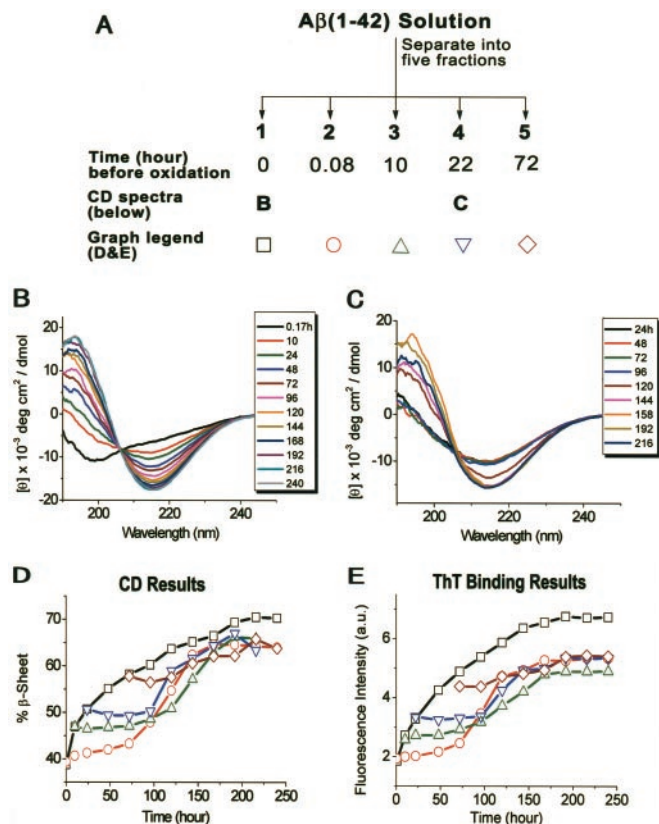 A
Aβ(1-42) Solution
Separate into
five fractions
1 2 3 4 5
Time (hour)
before oxidation
0 0.08 10 22 72
CD spectra
(below)
B C
Graph legend
(D&E)
B
[θ] x 10⁻³ deg cm² / dmol
20
10
0
-10
-20
200 220 240
Wavelength (nm)
0.17h
10
24
48
72
96
120
144
168
192
216
240
C
[θ] x 10⁻³ deg cm² / dmol
20
10
0
-10
200 220 240
Wavelength (nm)
24h
48
72
96
120
144
158
192
216
D
CD Results
% β-Sheet
70
60
50
40
0 50 100 150 200 250
Time (hour)
E
ThT Binding Results
Fluorescence Intensity (a.u.)
6
4
2
0 50 100 150 200 250
Time (hour)